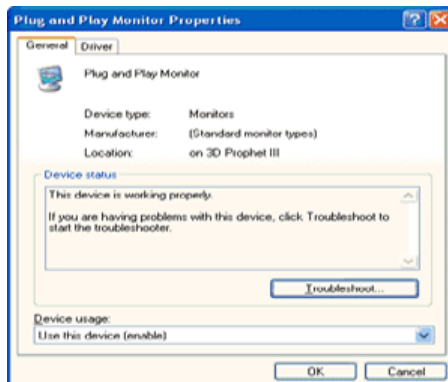 Plug and Play Monitor Properties
General Driver
Plug and Play Monitor
Device type: Monitors
Manufacturer: (Standard monitor types)
Location: on 3D Prophet III
Device status
This device is working properly.
If you are having problems with this device, click Troubleshoot to
start the troubleshooter.
Troubleshoot...
Device usage:
Use this device (enable)
OK Cancel